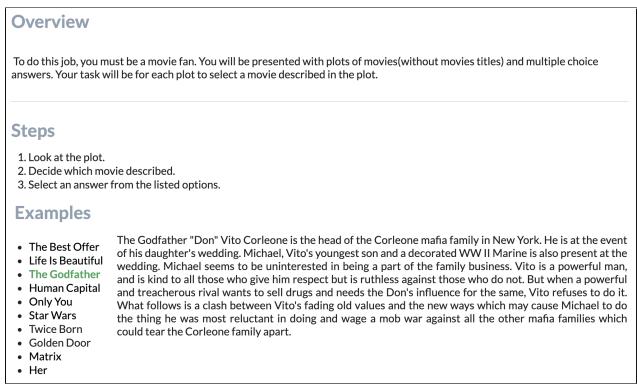 Overview
To do this job, you must be a movie fan. You will be presented with plots of movies(without movies titles) and multiple choice
answers. Your task will be for each plot to select a movie described in the plot.
Steps
1. Look at the plot.
2. Decide which movie described.
3. Select an answer from the listed options.
Examples
• The Best Offer
• Life Is Beautiful
• The Godfather
• Human Capital
• Only You
• Star Wars
• Twice Born
• Golden Door
• Matrix
• Her
The Godfather "Don" Vito Corleone is the head of the Corleone mafia family in New York. He is at the event
of his daughter's wedding. Michael, Vito's youngest son and a decorated WW II Marine is also present at the
wedding. Michael seems to be uninterested in being a part of the family business. Vito is a powerful man,
and is kind to all those who give him respect but is ruthless against those who do not. But when a powerful
and treacherous rival wants to sell drugs and needs the Don's influence for the same, Vito refuses to do it.
What follows is a clash between Vito's fading old values and the new ways which may cause Michael to do
the thing he was most reluctant in doing and wage a mob war against all the other mafia families which
could tear the Corleone family apart.